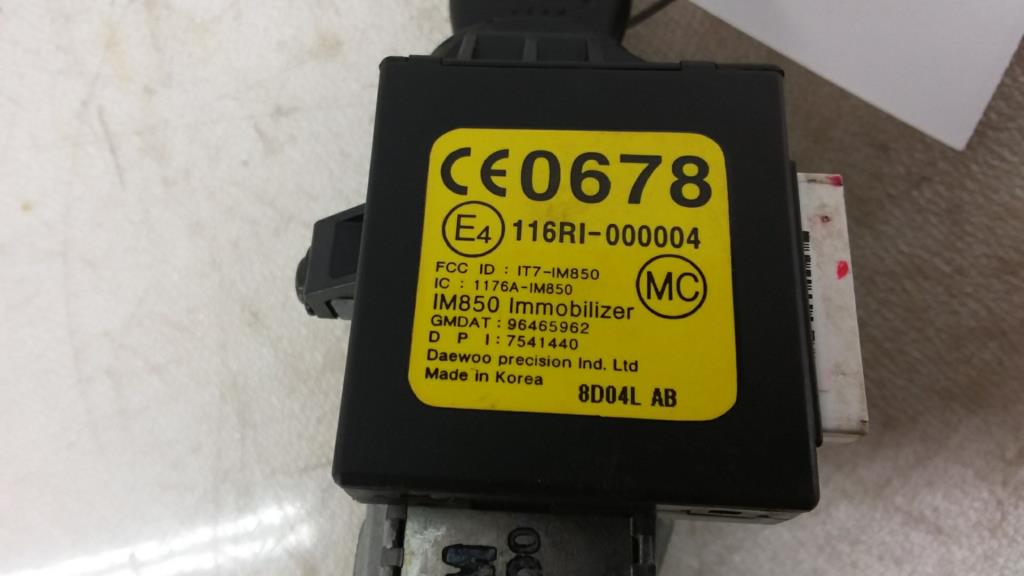 CE0678
E4 116RI-000004
FCC ID : IT7-IM850
IC : 1176A-IM850
MC
IM850 Immobilizer
GMDAT : 96465962
D P I : 7541440
Daewoo precision Ind. Ltd
Made in Korea
8D04L AB